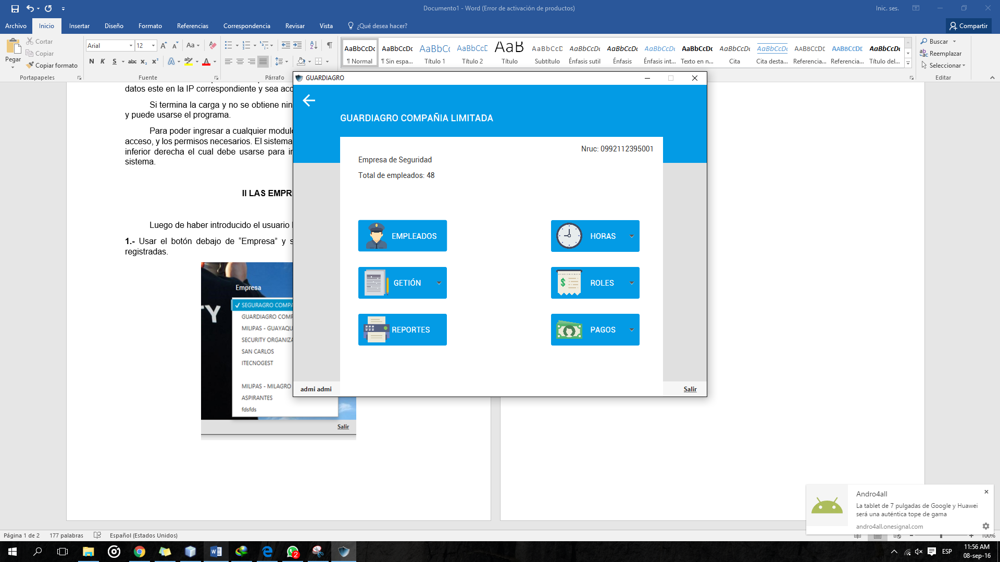 Documento1 - Word (Error de activación de productos)
Inic. ses.
Archivo Inicio Insertar Diseño Formato Referencias Correspondencia Revisar Vista ¿Qué desea hacer? Compartir
Pegar
Cortar
Copiar
Copiar formato
Portapapeles
Arial 12
Aa
N K S abc x₂ x²
Fuente
Párrafo
AaBbCcDc ¶ Normal
AaBbCcDc ¶ Sin espa...
AaBbCc Título 1
AaBbCcD Título 2
AaB Título
AaBbCcD Subtítulo
AaBbCcDc Énfasis sutil
AaBbCcDc Énfasis
AaBbCcDc Énfasis int...
AaBbCcDc Texto en n...
AaBbCcDc Cita
AaBbCcDc Cita desta...
AABBCCDE Referencia...
AABBCCDE Referencia...
AaBbCcDc Título del...
Buscar
Reemplazar
Seleccionar
Editar
datos este en la IP correspondiente y sea
Si termina la carga y no se obtiene
y puede usarse el programa.
Para poder ingresar a cualquier
acceso, y los permisos necesarios. El sistema
inferior derecha el cual debe usarse para
sistema.
II LAS
Luego de haber introducido el usuario
1.- Usar el botón debajo de “Empresa” y
registradas.
Empresa
TY
✓ SEGURAGRO COMPA
GUARDIAGRO COMP
MILIPAS - GUAYAQU
SECURITY ORGANIZA
SAN CARLOS
ITECNOGEST
MILIPAS - MILAGRO
ASPIRANTES
fdsfds
Salir
GUARDIAGRO
GUARDIAGRO COMPAÑIA LIMITADA
Nruc: 0992112395001
Empresa de Seguridad
Total de empleados: 48
EMPLEADOS
HORAS
GETIÓN
ROLES
$
REPORTES
PAGOS
admi admi
Salir
Andro4all
La tablet de 7 pulgadas de Google y Huawei
será una auténtica tope de gama
andro4all.onesignal.com
Página 1 de 2 177 palabras Español (Estados Unidos)
100%
2
ESP
11:56 AM
08-sep-16